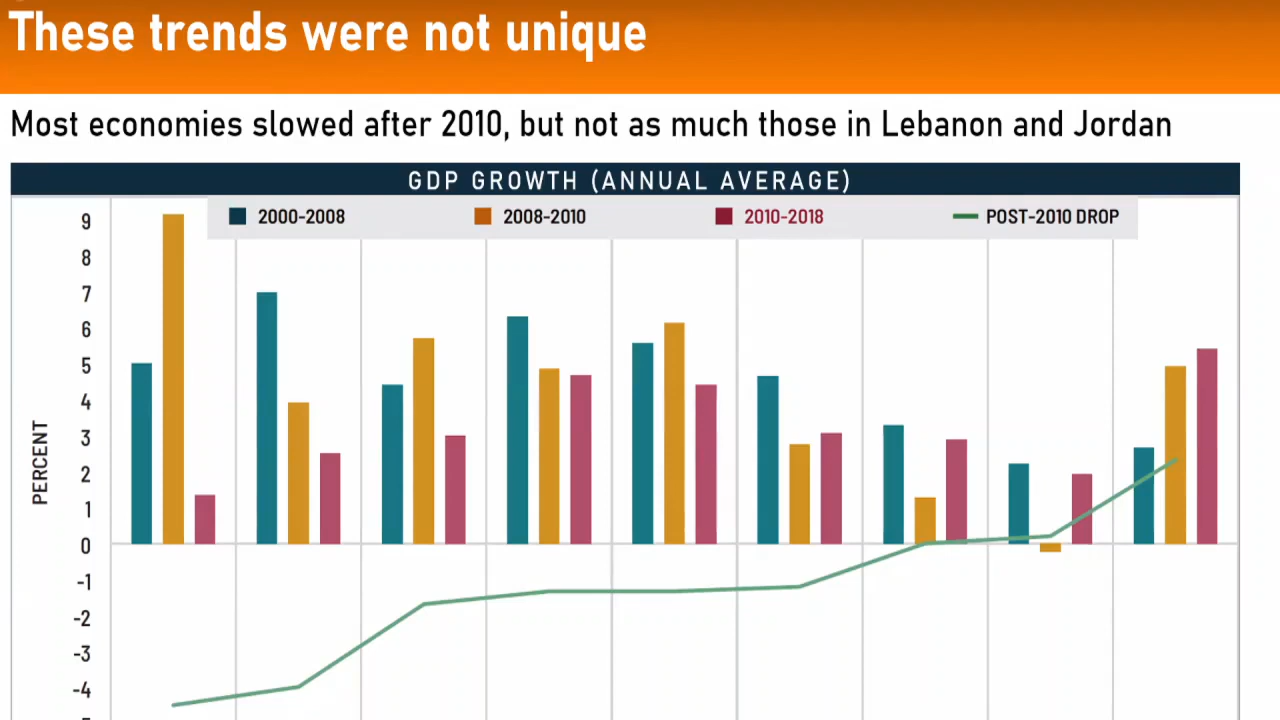 These trends were not unique
Most economies slowed after 2010, but not as much those in Lebanon and Jordan
GDP GROWTH (ANNUAL AVERAGE)
2000-2008 2008-2010 2010-2018 POST-2010 DROP
9
8
7
6
5
4
3
2
1
0
-1
-2
-3
-4
PERCENT